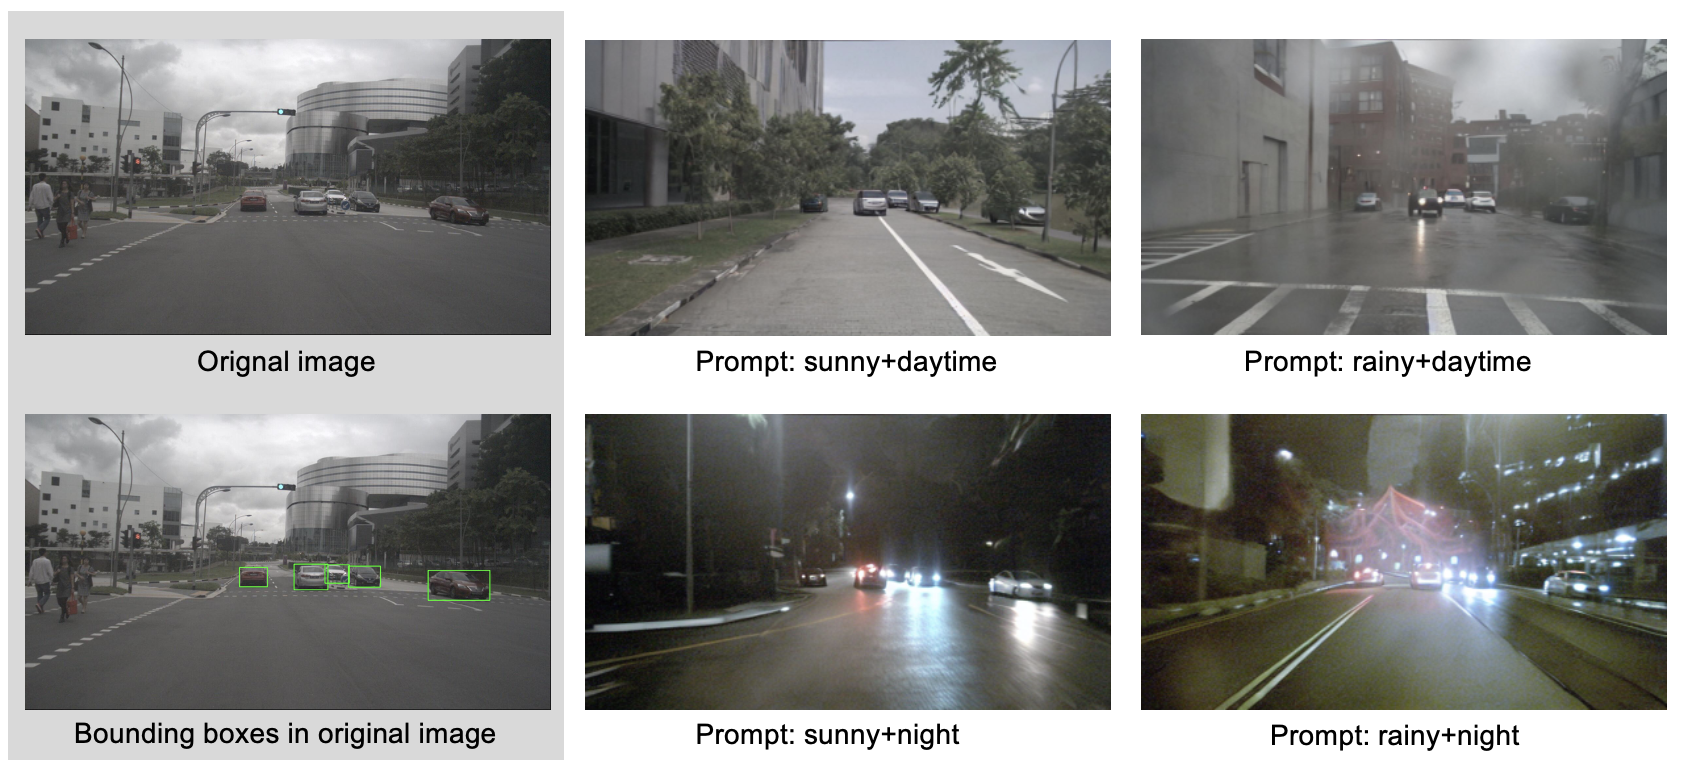 Orignal image
Prompt: sunny+daytime
Prompt: rainy+daytime
Bounding boxes in original image
Prompt: sunny+night
Prompt: rainy+night